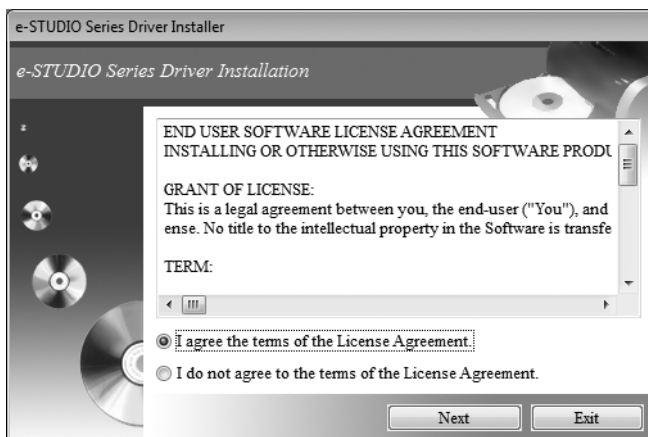 e-STUDIO Series Driver Installer
e-STUDIO Series Driver Installation
END USER SOFTWARE LICENSE AGREEMENT
INSTALLING OR OTHERWISE USING THIS SOFTWARE PRODU
GRANT OF LICENSE:
This is a legal agreement between you, the end-user ("You"), and
ense. No title to the intellectual property in the Software is transfe
TERM:
I agree the terms of the License Agreement.
I do not agree to the terms of the License Agreement.
Next Exit